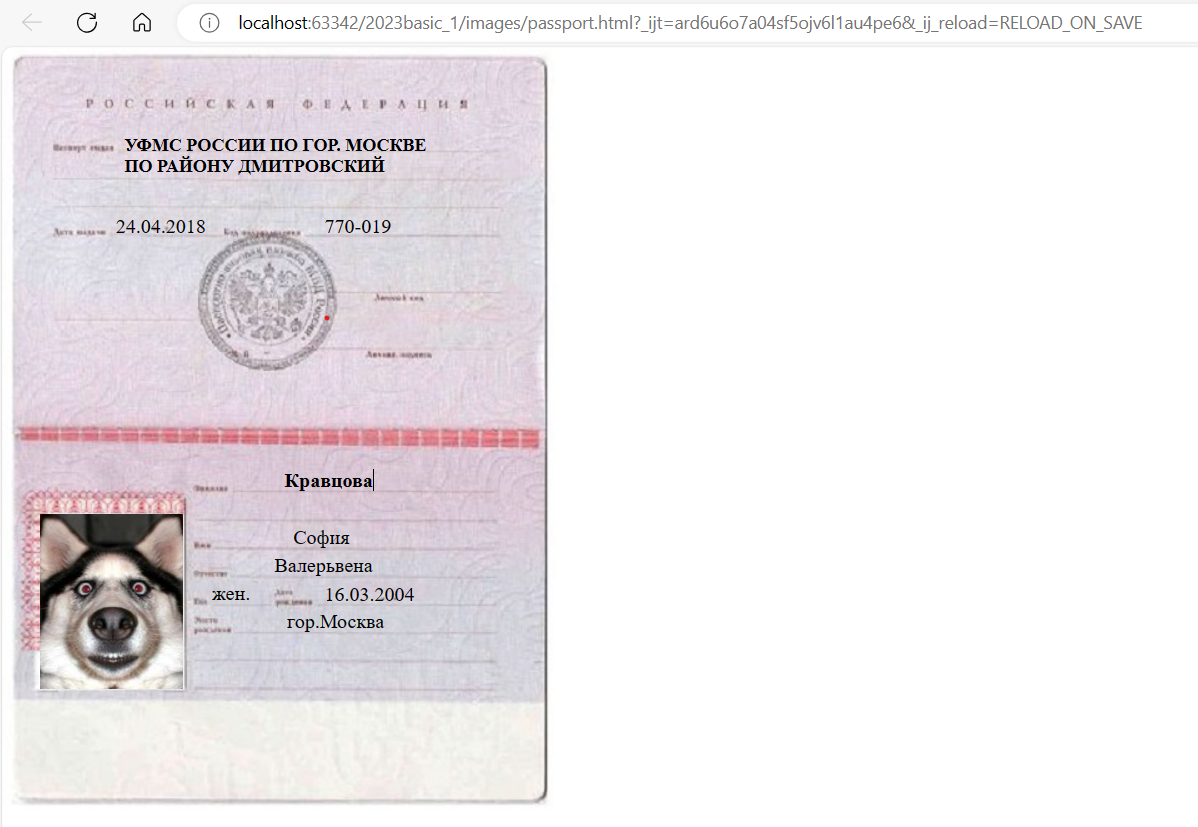 localhost:63342/2023basic_1/images/passport.html?_ijt=ard6u6o7a04sf5ojv6l1au4pe6&_ij_reload=RELOAD_ON_SAVE
РОССИЙСКАЯ ФЕДЕРАЦИЯ
Паспорт выдан УФМС РОССИИ ПО ГОР. МОСКВЕ
ПО РАЙОНУ ДМИТРОВСКИЙ
Дата выдачи 24.04.2018 Код подразделения 770-019
Личный код
Личная подпись
Фамилия Кравцова
Имя София
Отчество Валерьвена
Пол жен. Дата рождения 16.03.2004
Место рождения гор.Москва